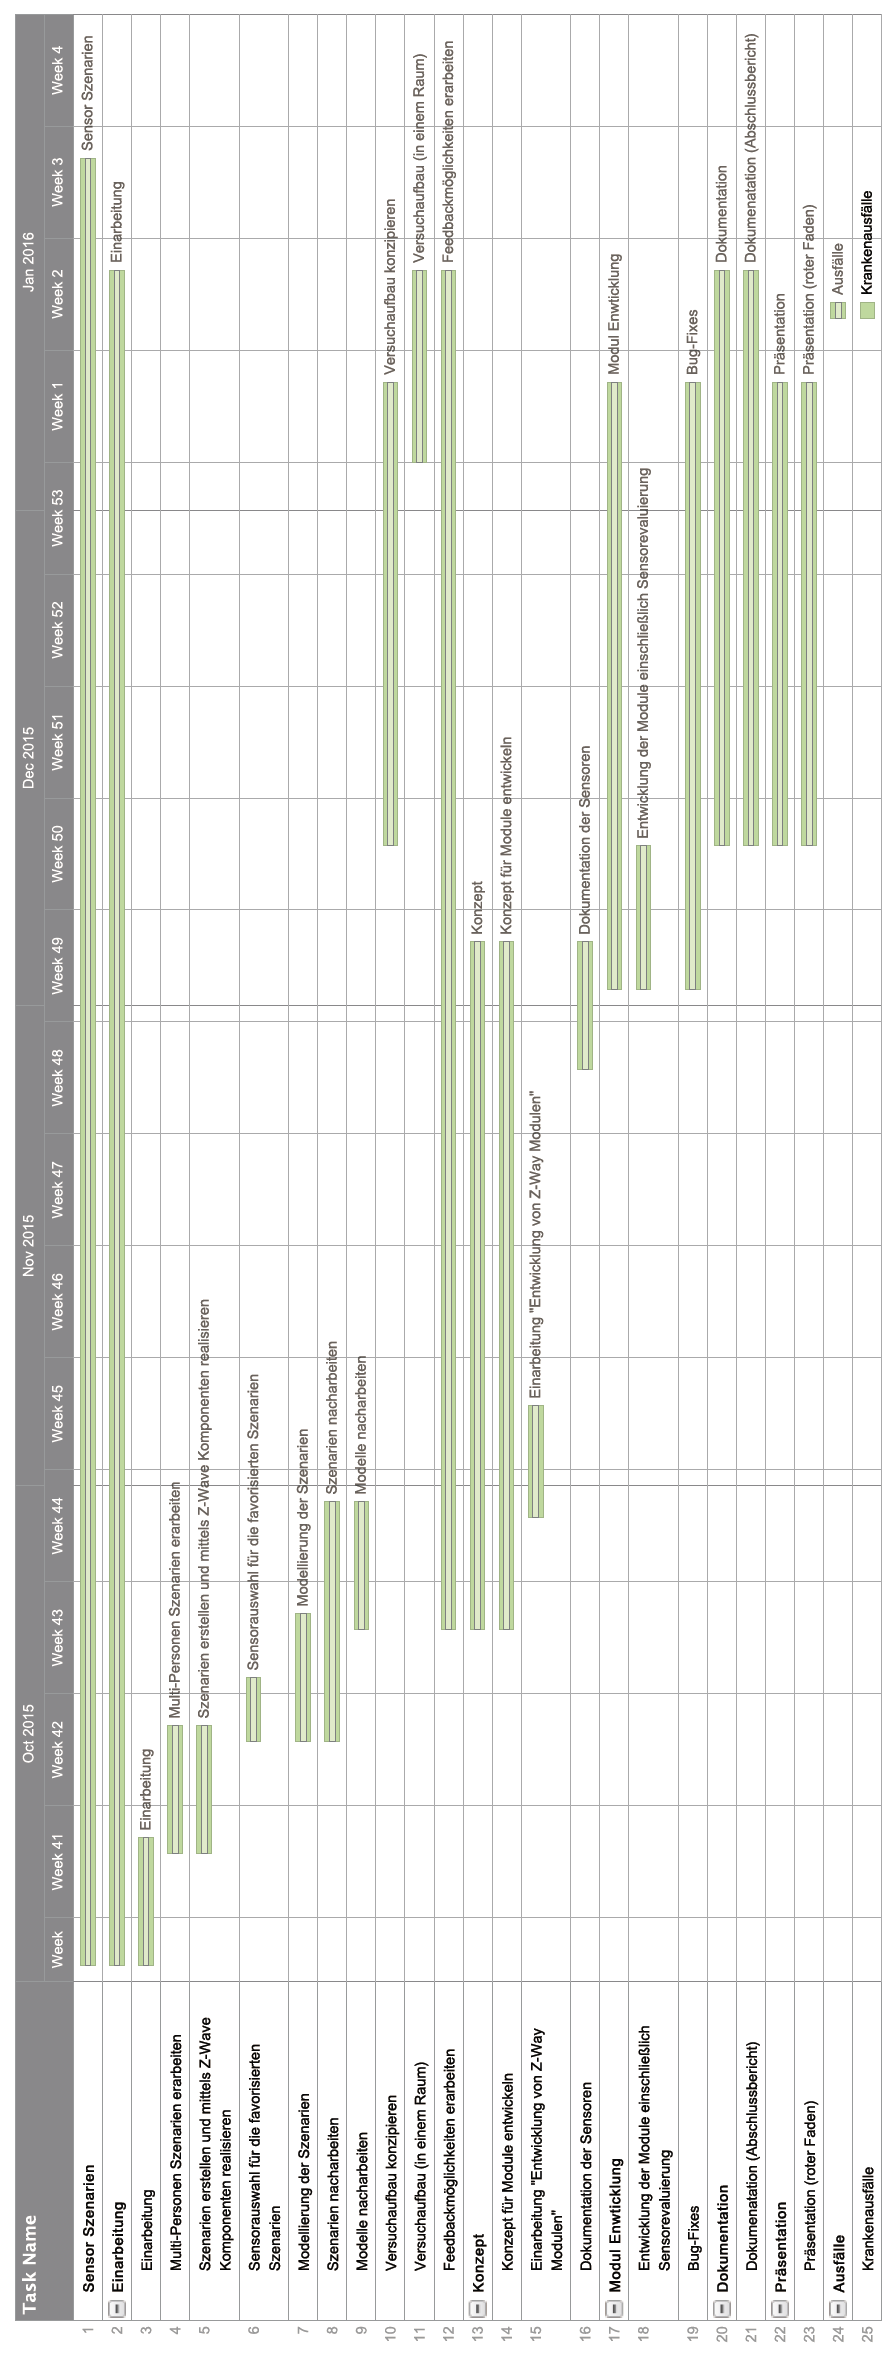 Task Name
Oct 2015 Nov 2015 Dec 2015 Jan 2016
Week Week 41 Week 42 Week 43 Week 44 Week 45 Week 46 Week 47 Week 48 Week 49 Week 50 Week 51 Week 52 Week 53 Week 1 Week 2 Week 3 Week 4
1 Sensor Szenarien Sensor Szenarien
2 Einarbeitung Einarbeitung
3 Einarbeitung Einarbeitung
4 Multi-Personen Szenarien erarbeiten Multi-Personen Szenarien erarbeiten
5 Szenarien erstellen und mittels Z-Wave Szenarien erstellen und mittels Z-Wave Komponenten realisieren
Komponenten realisieren
6 Sensorauswahl für die favorisierten Sensorauswahl für die favorisierten Szenarien
Szenarien
7 Modellierung der Szenarien Modellierung der Szenarien
8 Szenarien nacharbeiten Szenarien nacharbeiten
9 Modelle nacharbeiten Modelle nacharbeiten
10 Versuchaufbau konzipieren Versuchaufbau konzipieren
11 Versuchaufbau (in einem Raum) Versuchaufbau (in einem Raum)
12 Feedbackmöglichkeiten erarbeiten Feedbackmöglichkeiten erarbeiten
13 Konzept Konzept
14 Konzept für Module entwickeln Konzept für Module entwickeln
15 Einarbeitung "Entwicklung von Z-Way Einarbeitung "Entwicklung von Z-Way Modulen"
Modulen"
16 Dokumentation der Sensoren Dokumentation der Sensoren
17 Modul Enwticklung Modul Enwticklung
18 Entwicklung der Module einschließlich Entwicklung der Module einschließlich Sensorevaluierung
Sensorevaluierung
19 Bug-Fixes Bug-Fixes
20 Dokumentation Dokumentation
21 Dokumenatation (Abschlussbericht) Dokumenatation (Abschlussbericht)
22 Präsentation Präsentation
23 Präsentation (roter Faden) Präsentation (roter Faden)
24 Ausfälle Ausfälle
25 Krankenausfälle Krankenausfälle